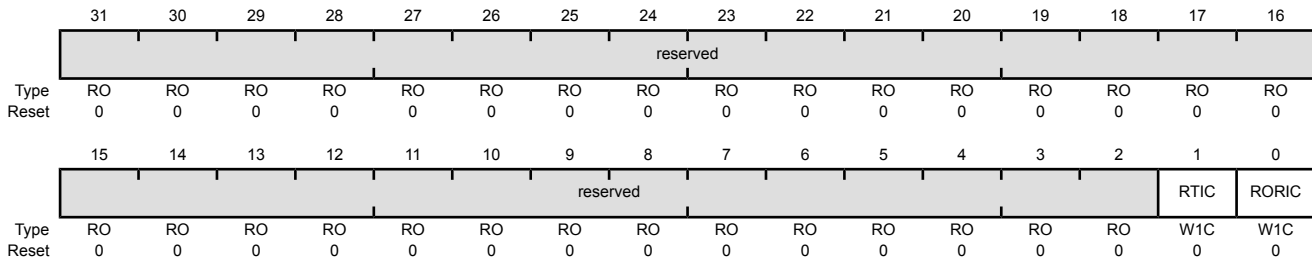 31 30 29 28 27 26 25 24 23 22 21 20 19 18 17 16
reserved
Type RO RO RO RO RO RO RO RO RO RO RO RO RO RO RO RO
Reset 0 0 0 0 0 0 0 0 0 0 0 0 0 0 0 0
15 14 13 12 11 10 9 8 7 6 5 4 3 2 1 0
reserved RTIC RORIC
Type RO RO RO RO RO RO RO RO RO RO RO RO RO RO W1C W1C
Reset 0 0 0 0 0 0 0 0 0 0 0 0 0 0 0 0